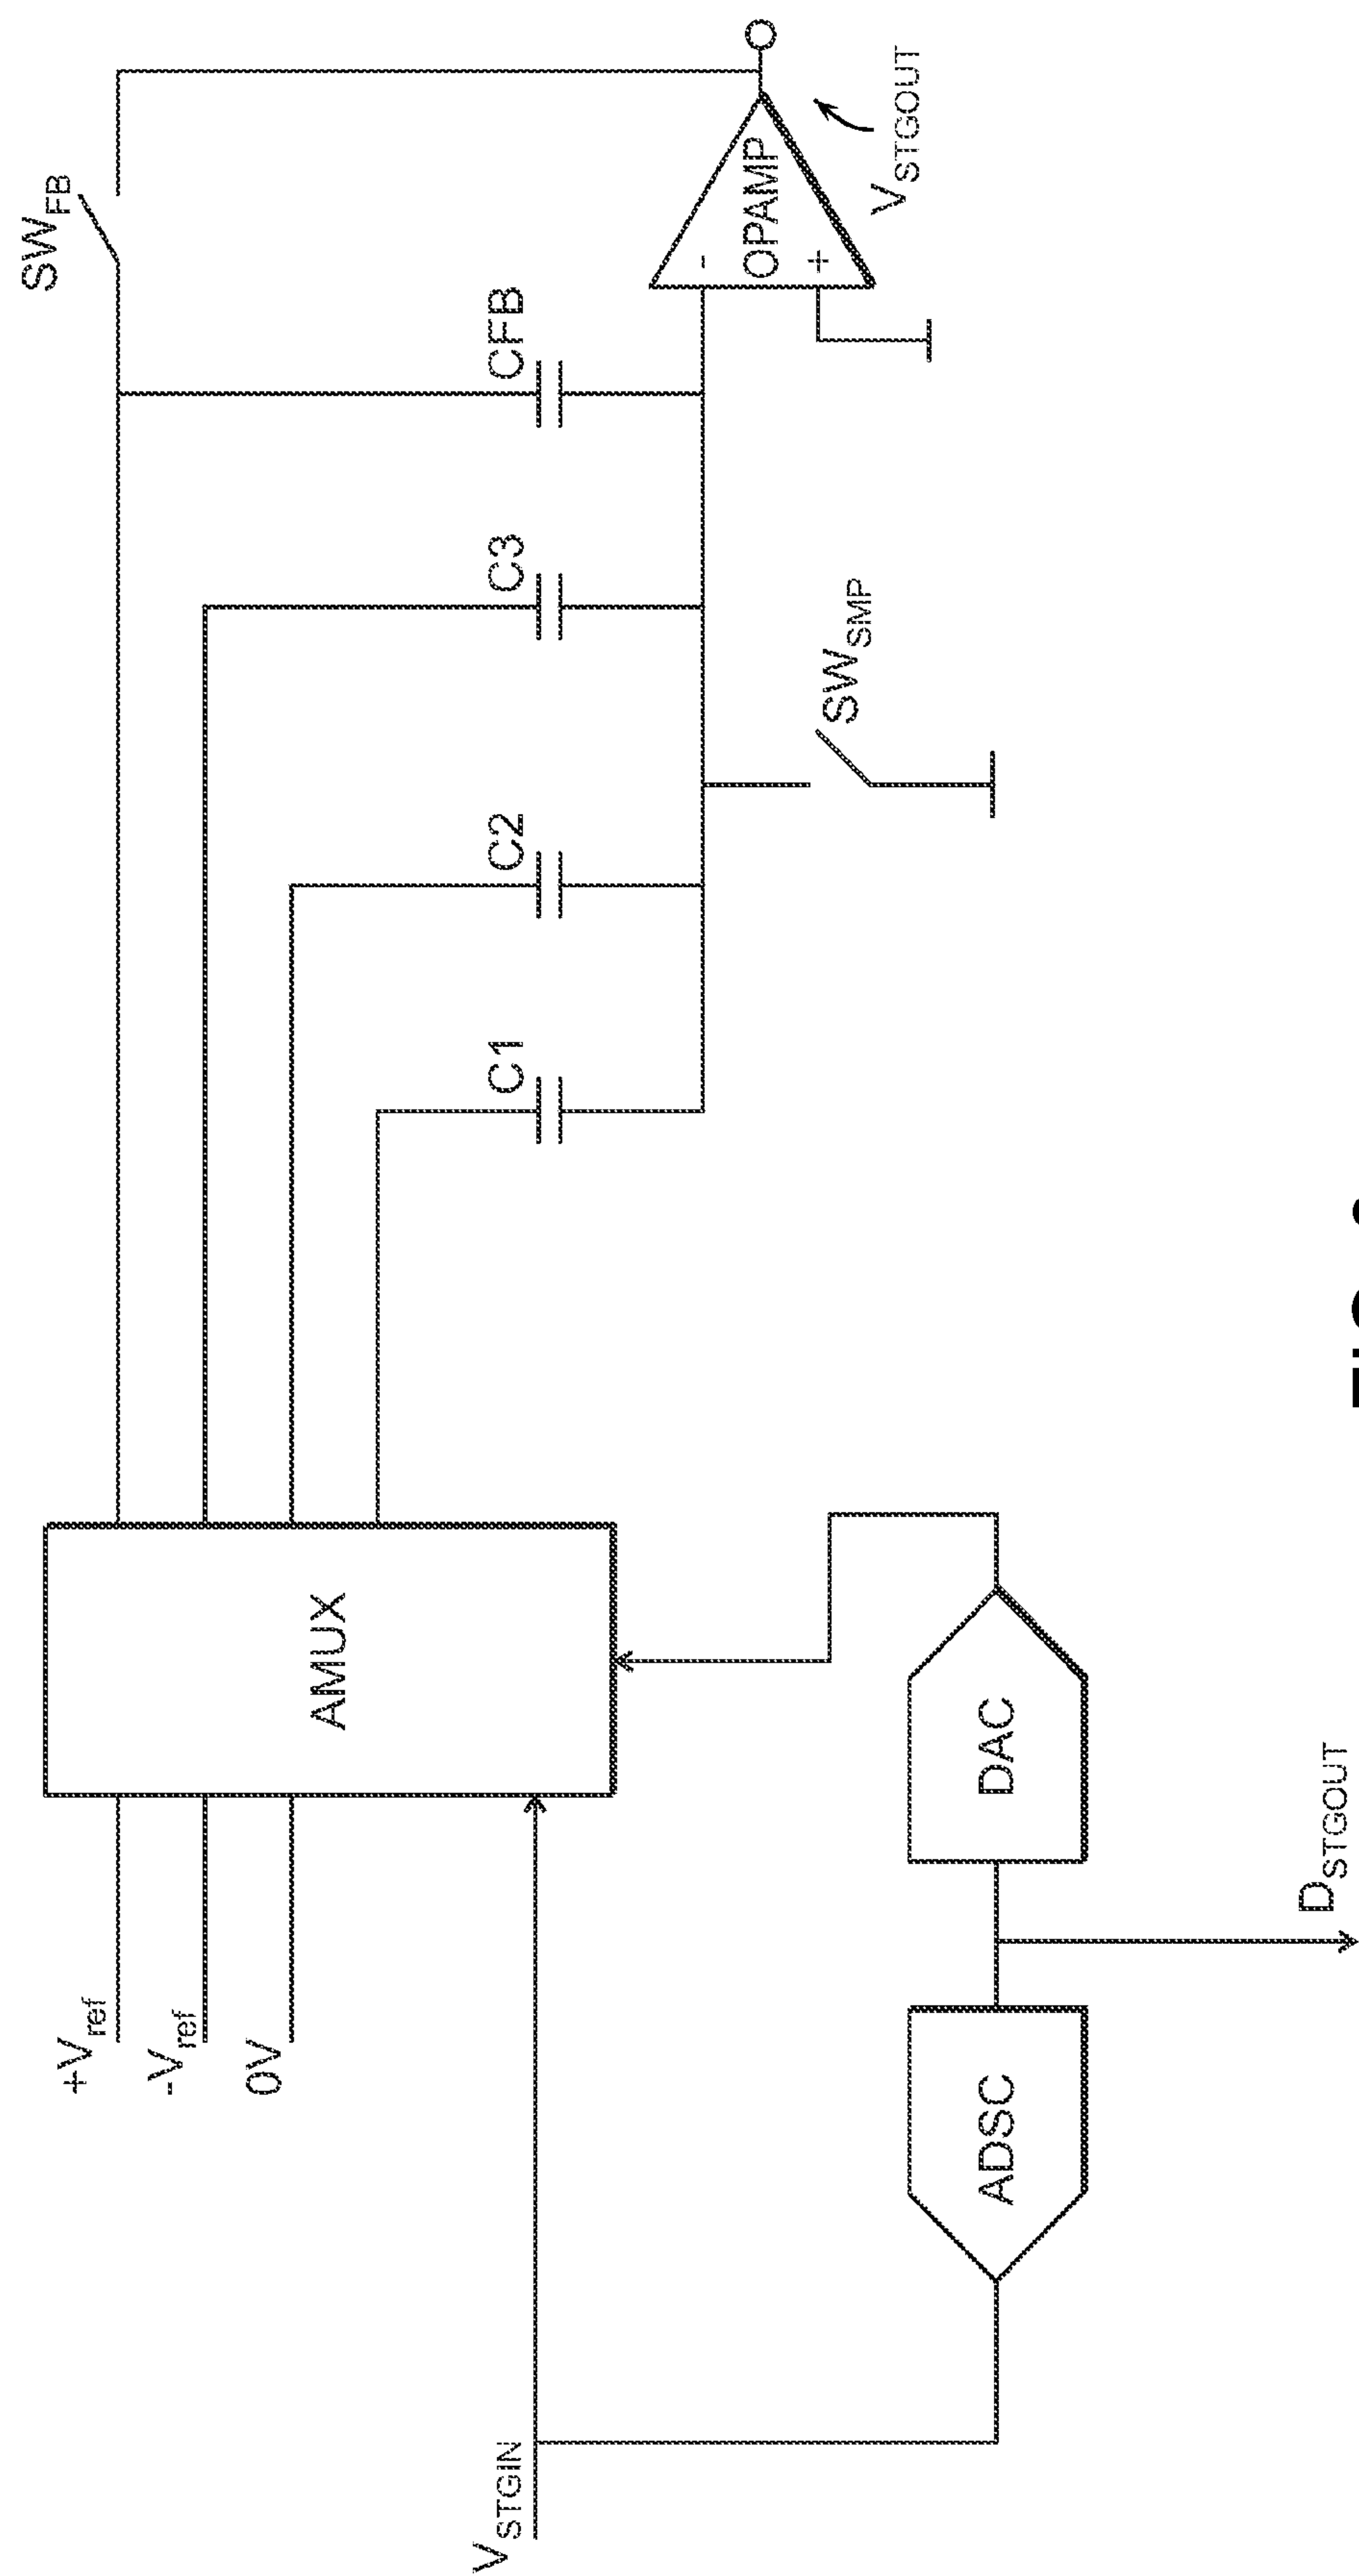 SW_FB
+V_ref
-V_ref
0V
AMUX
C1
C2
C3
CFB
-
OPAMP
+
V_STGOUT
V_STGIN
SW_SMP
ADSC
DAC
D_STGOUT